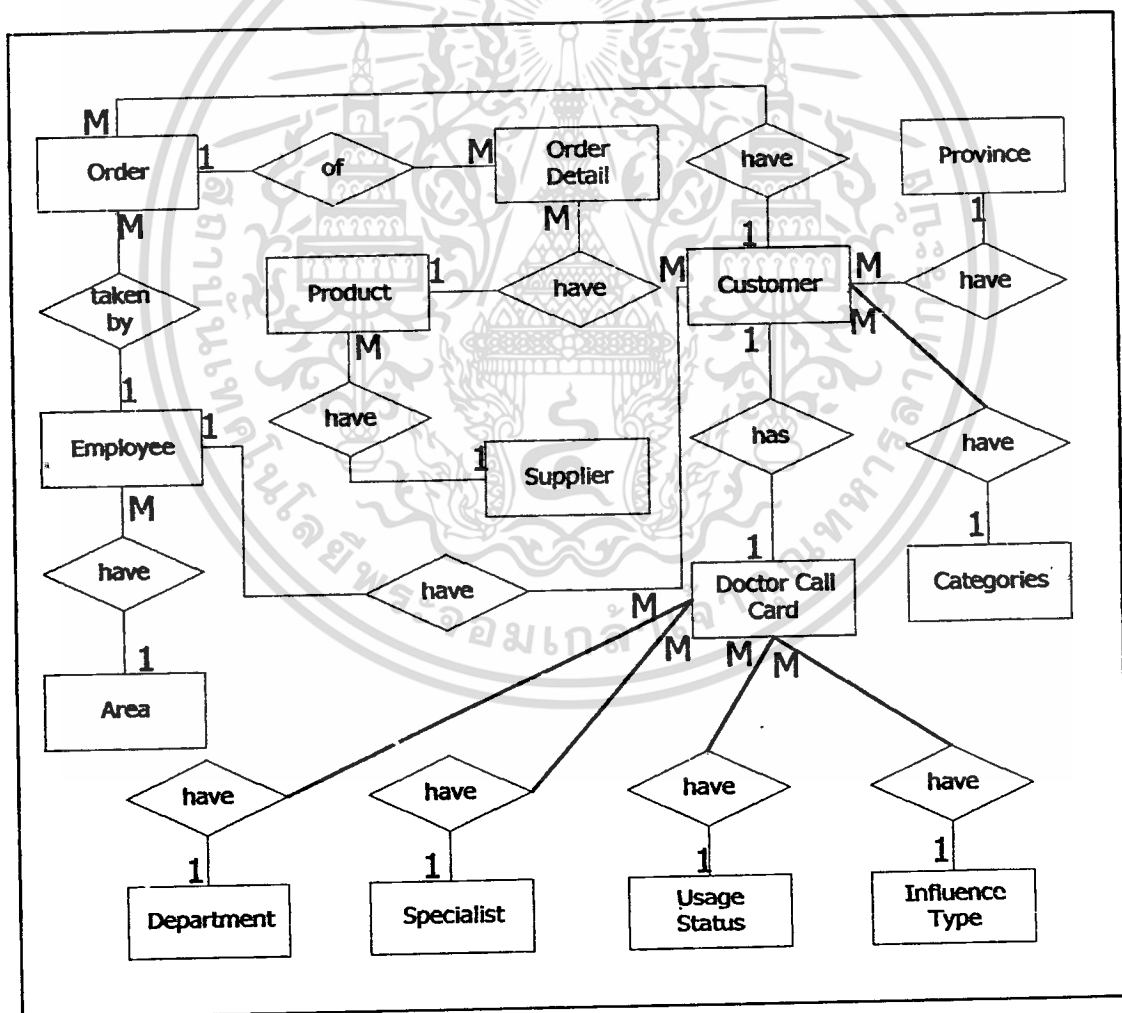 M
Order
1
of
M
Order
Detail
have
Province
M
M
1
1
taken
by
Product
1
have
M
Customer
M
have
M
M
1
1
have
has
have
Employee
1
1
Supplier
M
1
1
have
have
Doctor Call
Card
Categories
M
M
M
M
1
Area
have
have
have
have
1
1
1
1
Department
Specialist
Usage
Status
Influence
Type